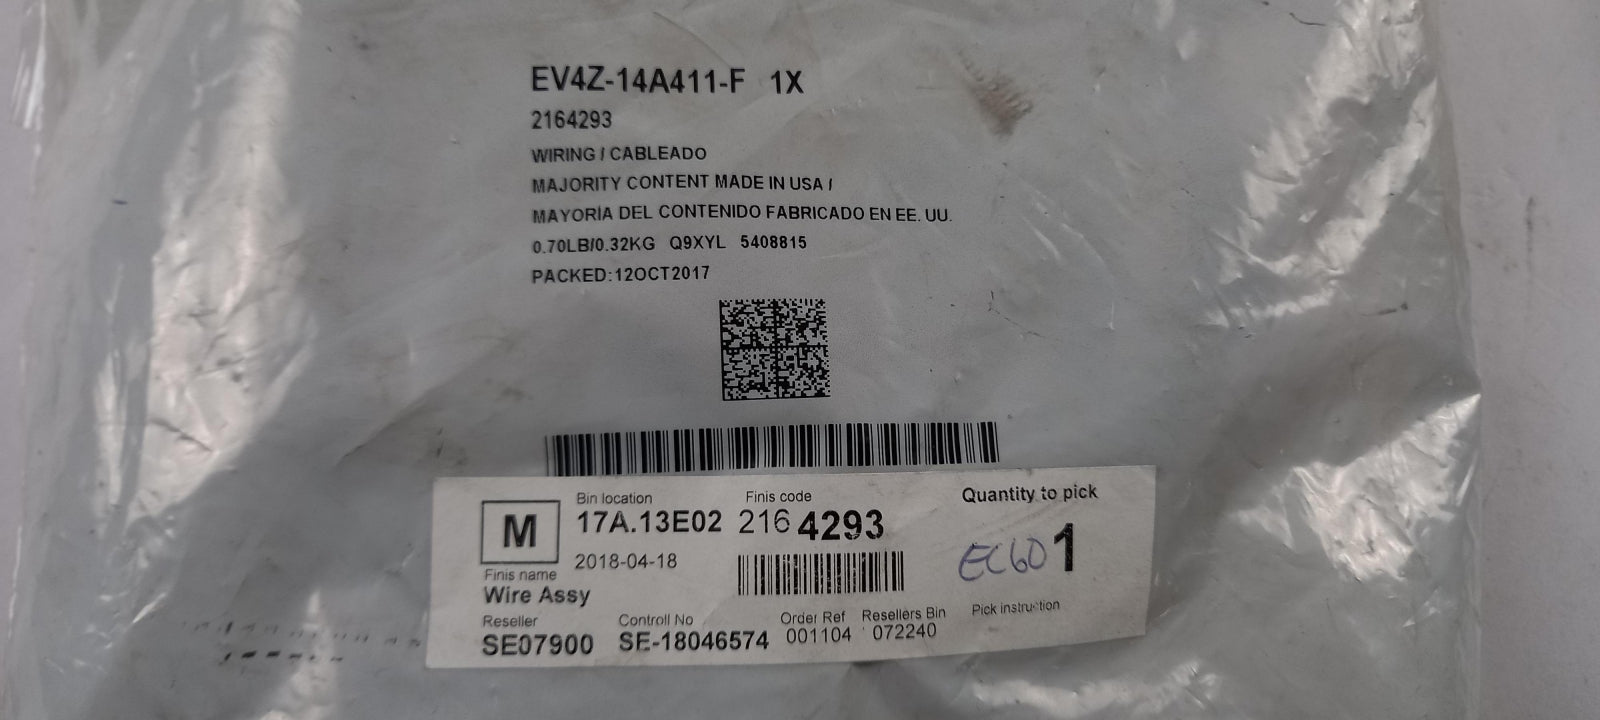 EV4Z-14A411-F 1X
2164293
WIRING / CABLEADO
MAJORITY CONTENT MADE IN USA /
MAYORÍA DEL CONTENIDO FABRICADO EN EE. UU.
0.70LB/0.32KG Q9XYL 5408815
PACKED:12OCT2017
M
Bin location
17A.13E02
2018-04-18
Finis code
216 4293
Quantity to pick
EC60 1
Finis name
Wire Assy
Reseller
SE07900
Controll No
SE-18046574
Order Ref
001104
Resellers Bin
072240
Pick instruction